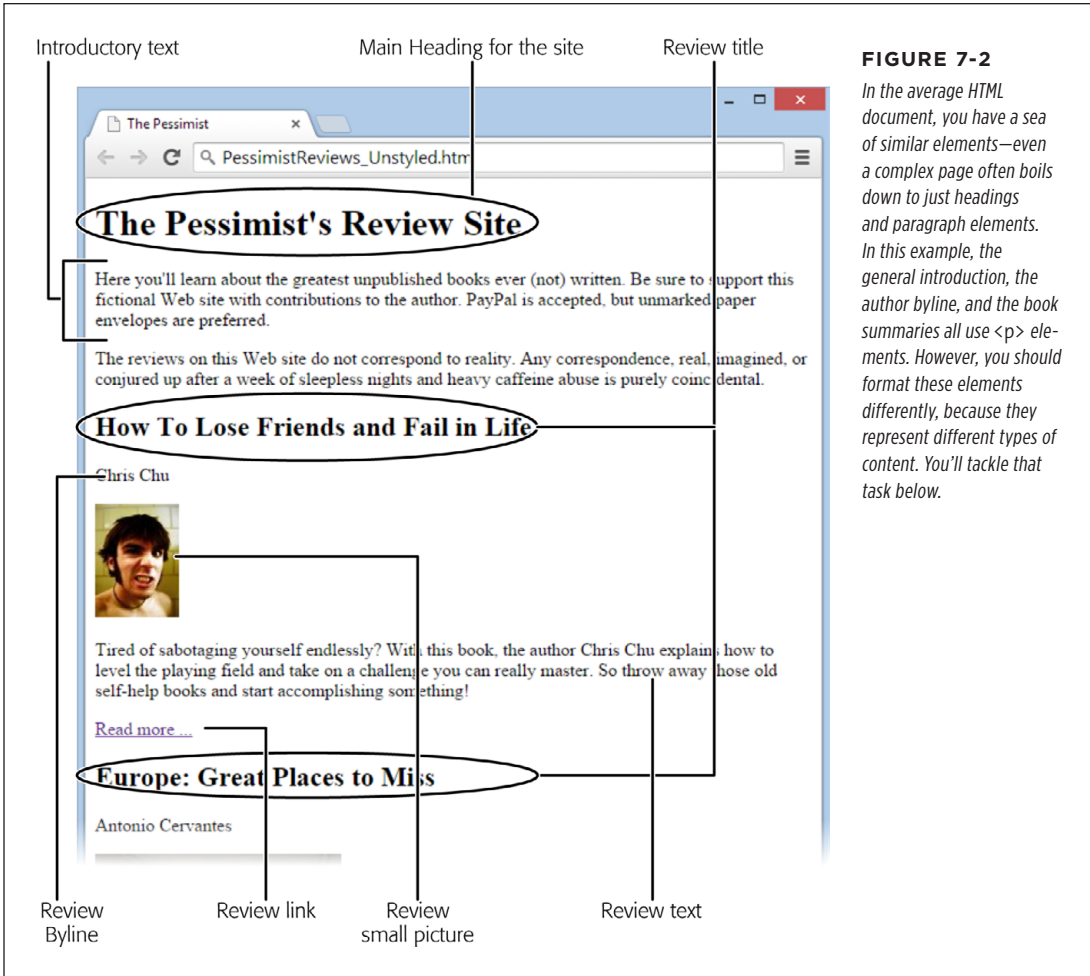 Introductory text
Main Heading for the site
Review title
The Pessimist
PessimistReviews_Unstyled.htm
The Pessimist's Review Site
Here you'll learn about the greatest unpublished books ever (not) written. Be sure to support this
fictional Web site with contributions to the author. PayPal is accepted, but unmarked paper
envelopes are preferred.
The reviews on this Web site do not correspond to reality. Any correspondence, real, imagined, or
conjured up after a week of sleepless nights and heavy caffeine abuse is purely coincidental.
How To Lose Friends and Fail in Life
Chris Chu
Tired of sabotaging yourself endlessly? With this book, the author Chris Chu explains how to
level the playing field and take on a challenge you can really master. So throw away those old
self-help books and start accomplishing something!
Read more ...
Europe: Great Places to Miss
Antonio Cervantes
Review
Byline
Review link
Review
small picture
Review text
FIGURE 7-2
In the average HTML
document, you have a sea
of similar elements—even
a complex page often boils
down to just headings
and paragraph elements.
In this example, the
general introduction, the
author byline, and the book
summaries all use <p> ele-
ments. However, you should
format these elements
differently, because they
represent different types of
content. You'll tackle that
task below.